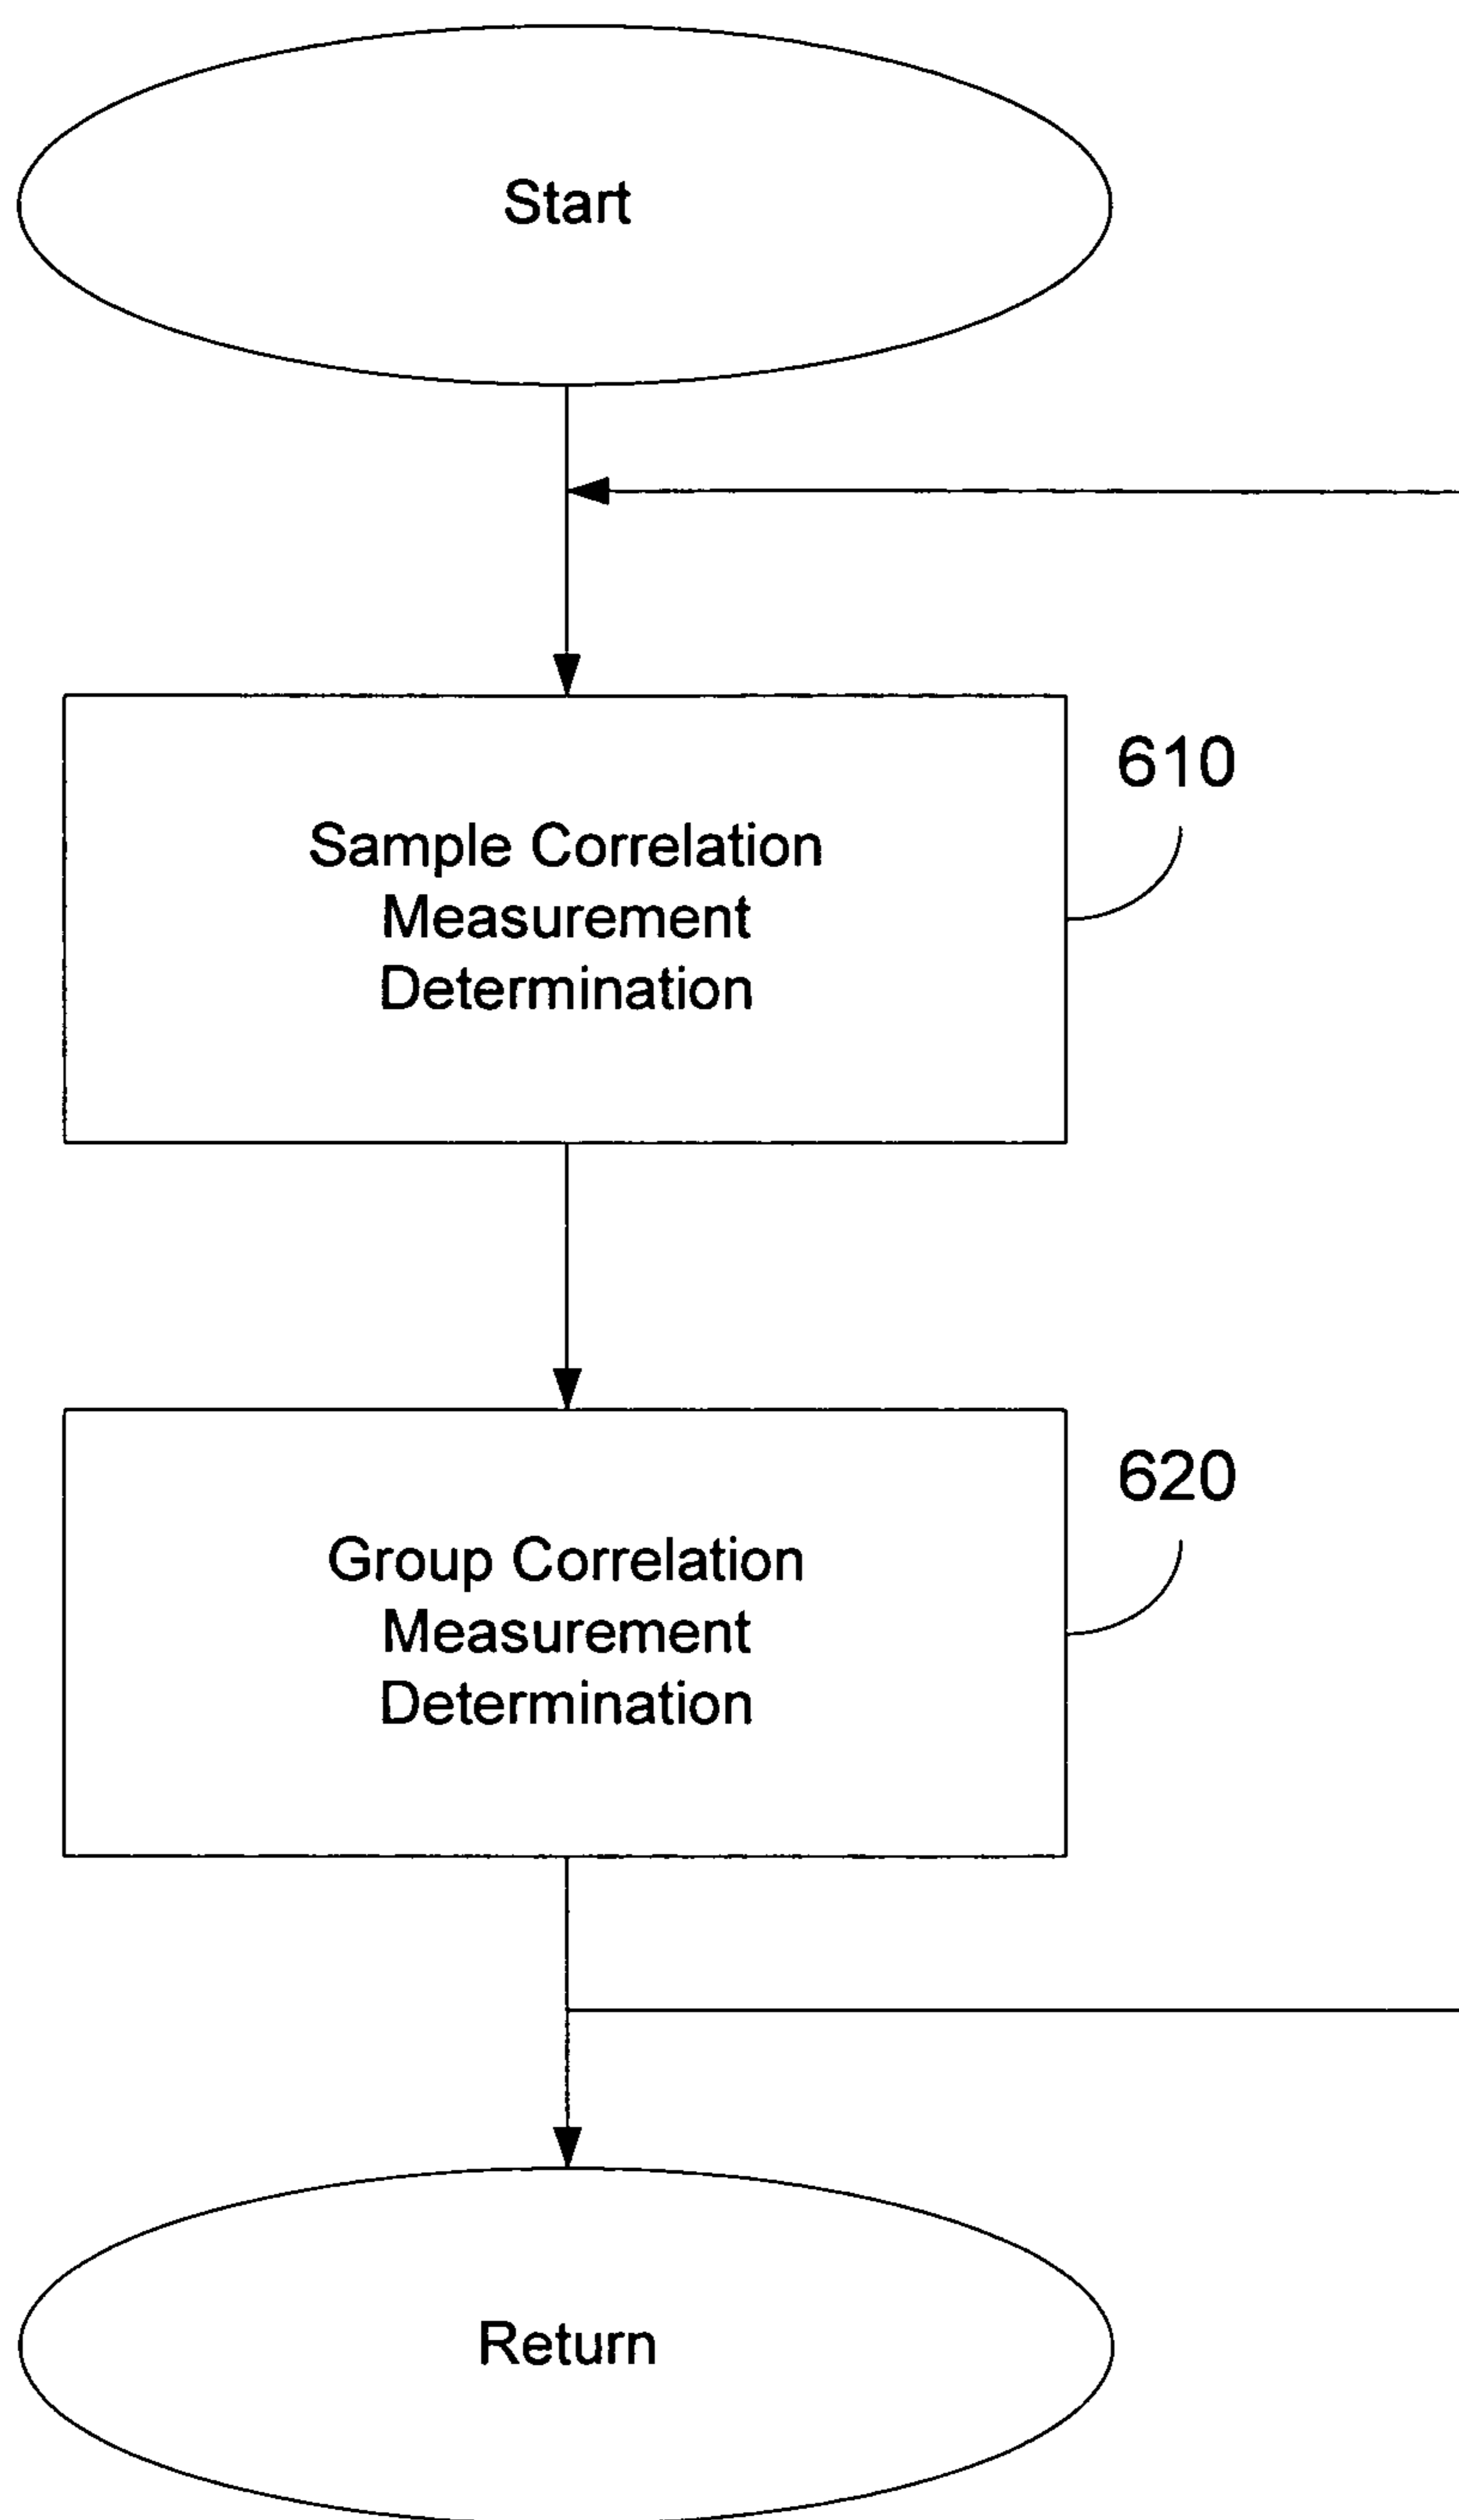 Start
610
Sample Correlation
Measurement
Determination
620
Group Correlation
Measurement
Determination
Return